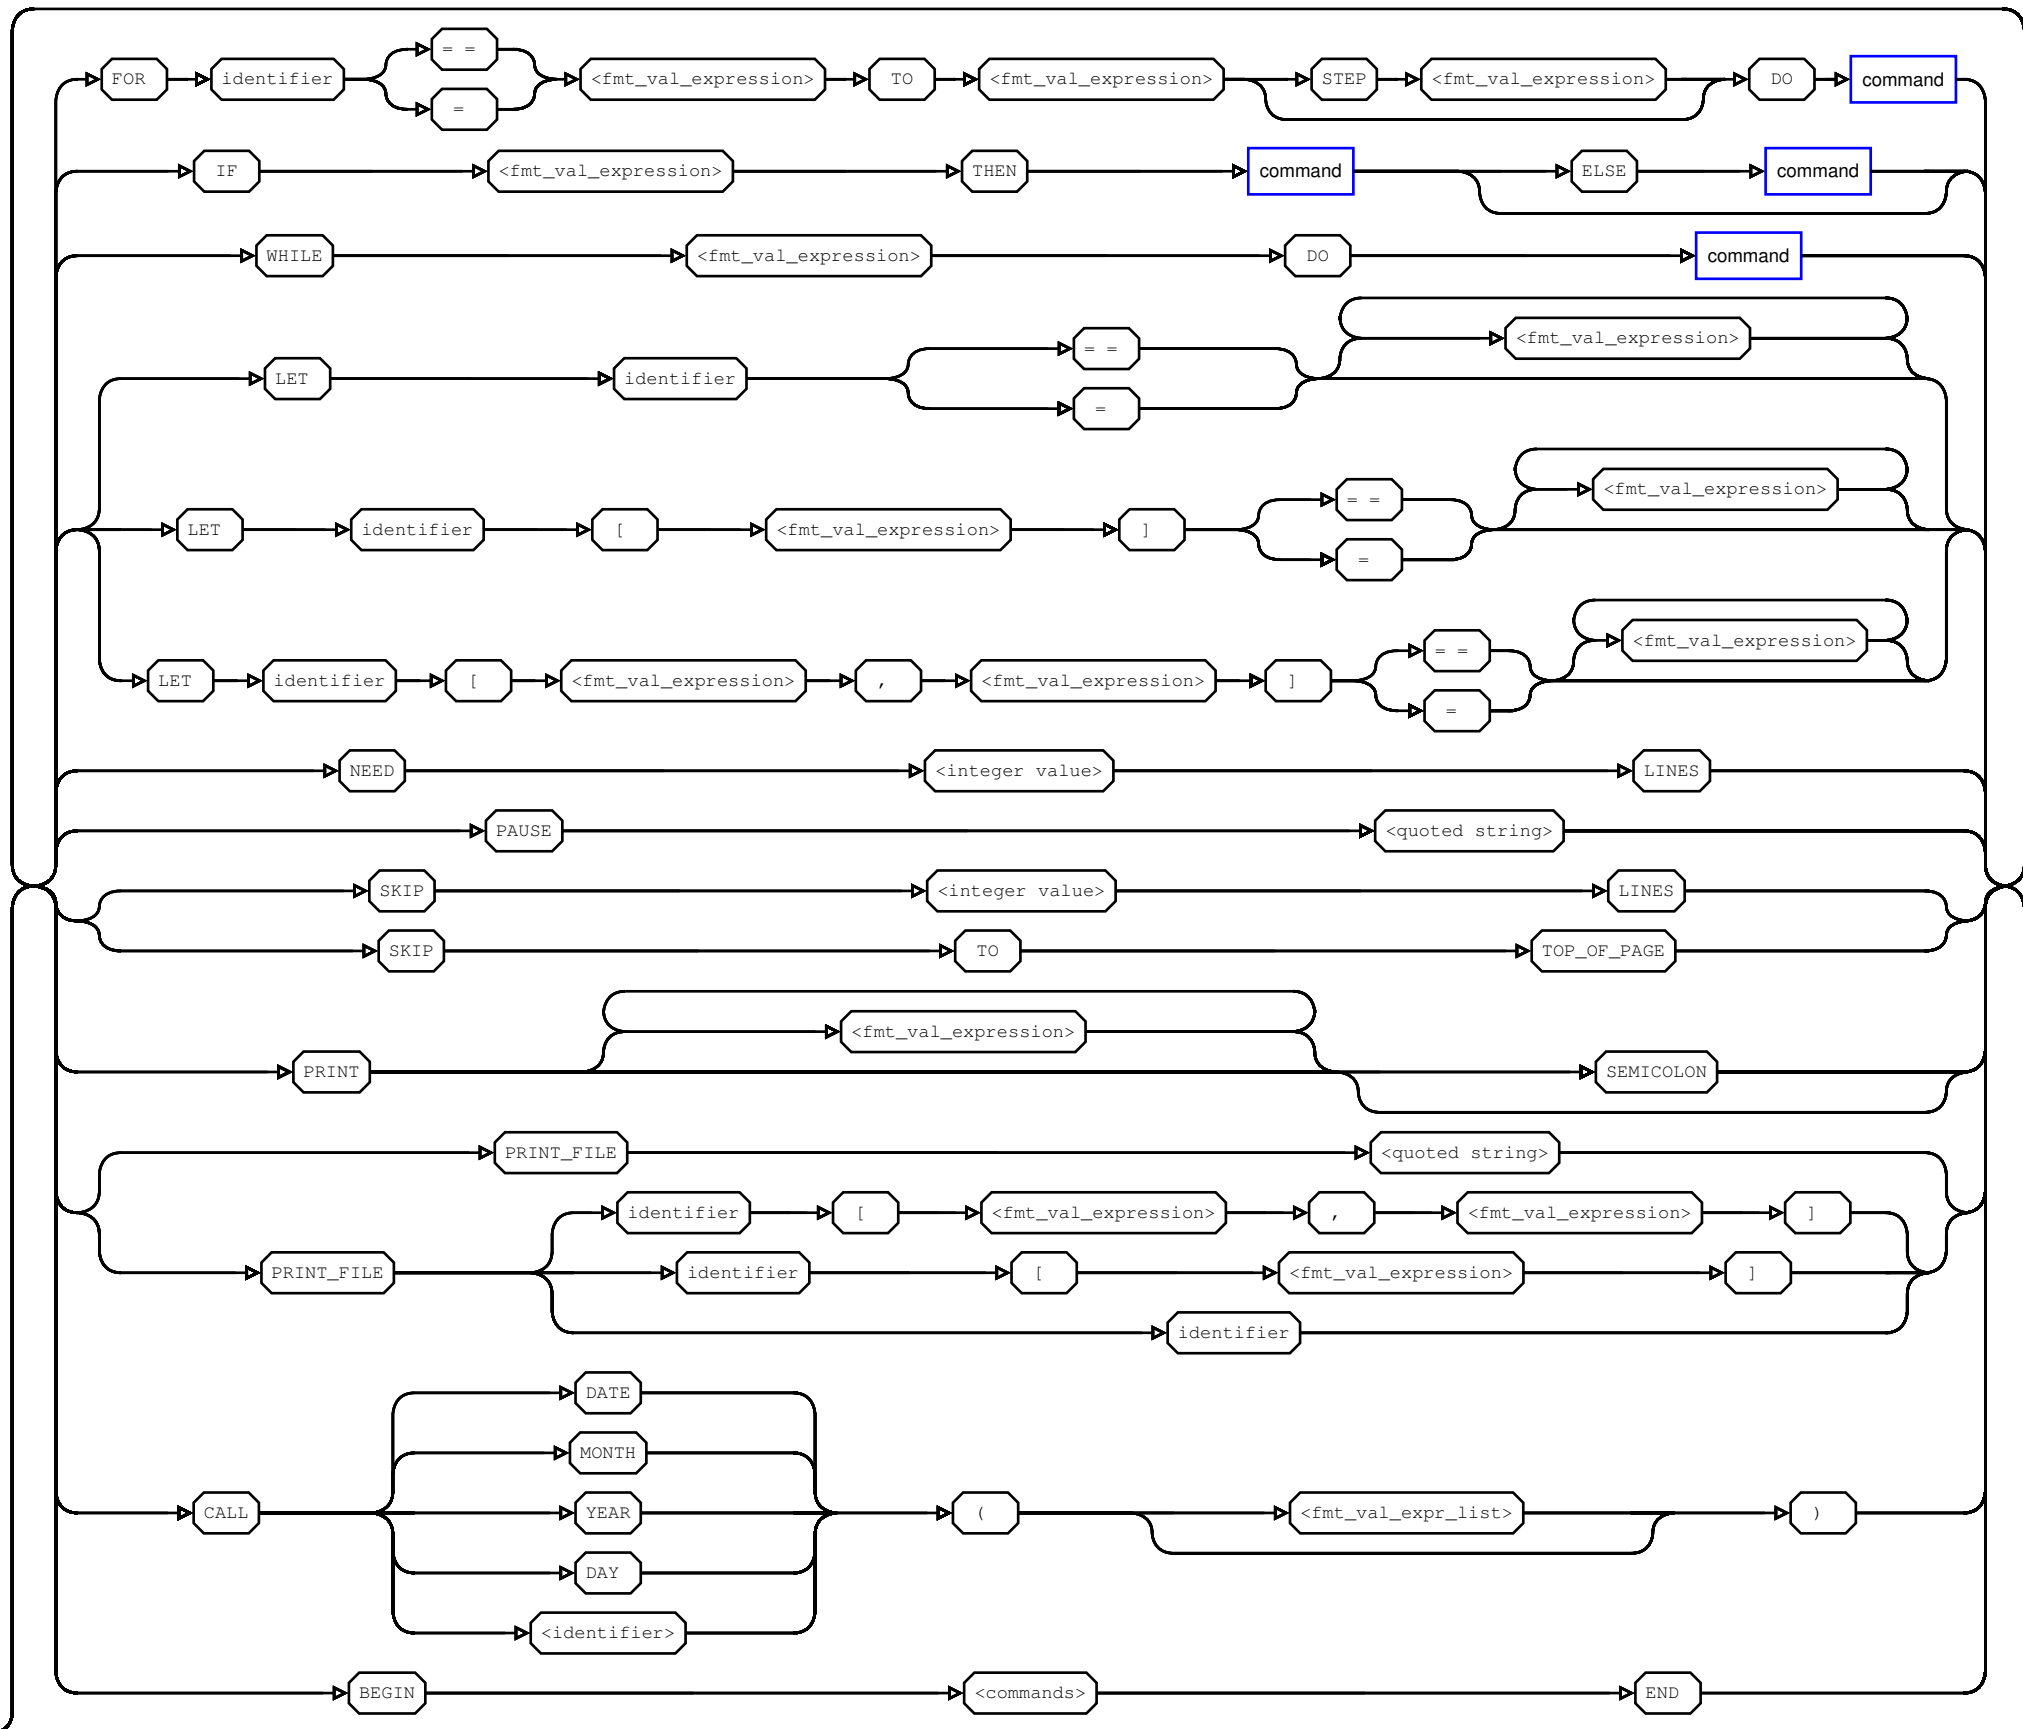 = =
FOR identifier <fmt_val_expression> TO <fmt_val_expression> STEP <fmt_val_expression> DO command
=
IF <fmt_val_expression> THEN command ELSE command
WHILE <fmt_val_expression> DO command
<fmt_val_expression>
= =
LET identifier
=
<fmt_val_expression>
= =
LET identifier [ <fmt_val_expression> ]
=
<fmt_val_expression>
= =
LET identifier [ <fmt_val_expression> , <fmt_val_expression> ]
=
NEED <integer value> LINES
PAUSE <quoted string>
SKIP <integer value> LINES
SKIP TO TOP_OF_PAGE
<fmt_val_expression>
PRINT SEMICOLON
PRINT_FILE <quoted string>
identifier [ <fmt_val_expression> , <fmt_val_expression> ]
PRINT_FILE identifier [ <fmt_val_expression> ]
identifier
DATE
MONTH
CALL YEAR ( <fmt_val_expr_list> )
DAY
<identifier>
BEGIN <commands> END